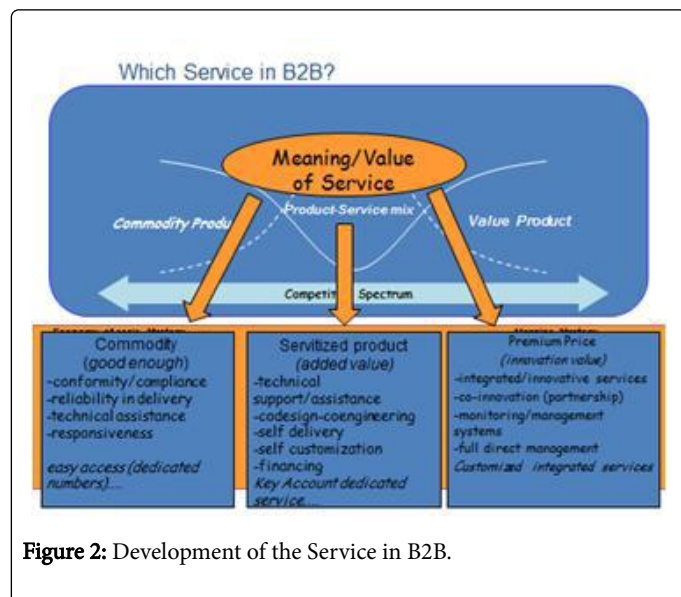 Which Service in B2B?
Meaning/Value
of Service
Product-Service mix
Commodity Produ
Value Product
Competit Spectrum
Strategy
Commodity
(good enough)
-conformity/compliance
-reliability in delivery
-technical assistance
-responsiveness
easy access (dedicated
numbers)....
Servitized product
(added value)
-technical
support/assistance
-codesign-coengineering
-self delivery
-self customization
-financing
Key Account dedicated
service....
Strategy
Premium Price
(innovation value)
-integrated/innovative services
-co-innovation (partnership)
-monitoring/management
systems
-full direct management
Customized integrated services
Figure 2: Development of the Service in B2B.